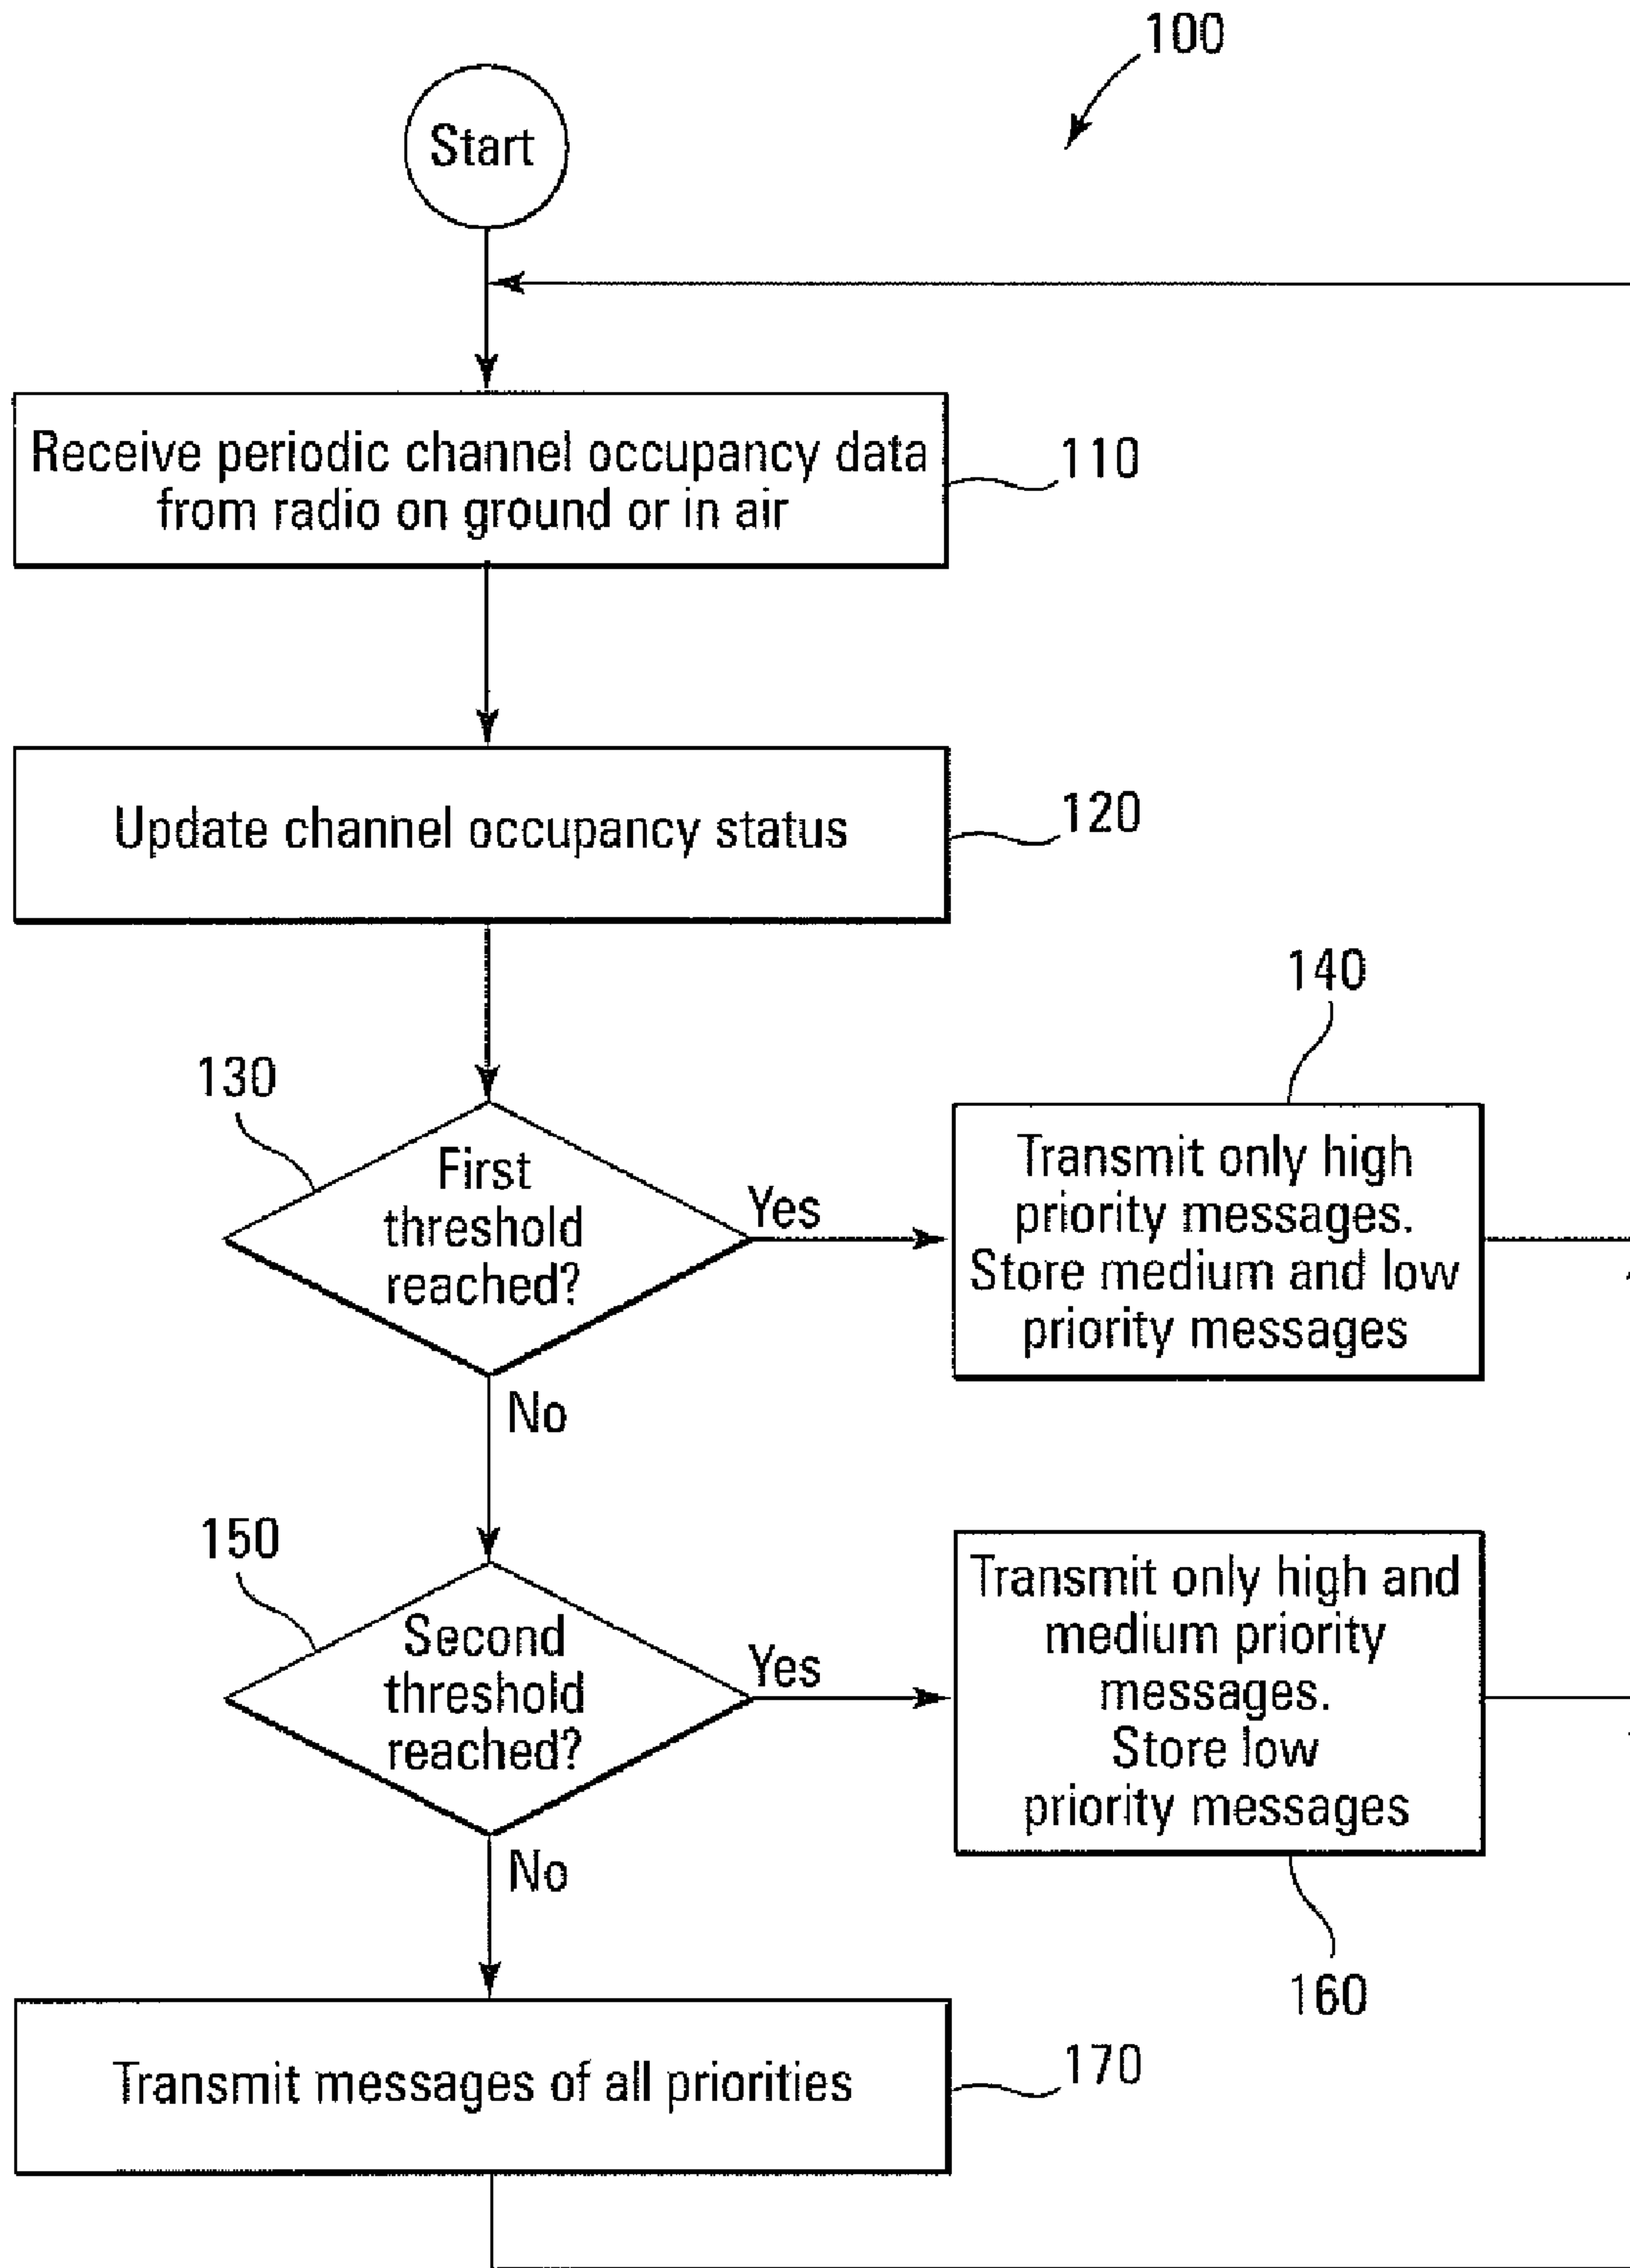 100
Start
Receive periodic channel occupancy data
from radio on ground or in air
110
Update channel occupancy status
120
130
First
threshold
reached?
Yes
No
140
Transmit only high
priority messages.
Store medium and low
priority messages
150
Second
threshold
reached?
Yes
No
Transmit only high and
medium priority
messages.
Store low
priority messages
160
Transmit messages of all priorities
170